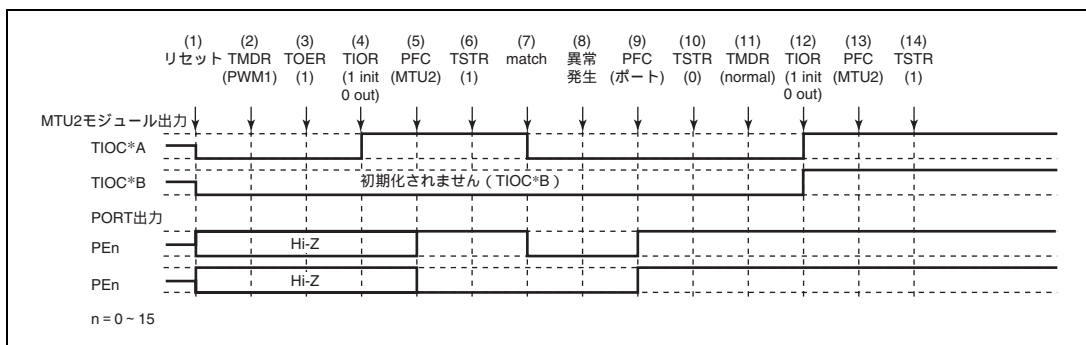 (1) (2) (3) (4) (5) (6) (7) (8) (9) (10) (11) (12) (13) (14)
リセット TMDR TOER TIOR PFC TSTR match 異常 PFC TSTR TMDR TIOR PFC TSTR
(PWM1) (1) (1 init (MTU2) (1) 発生 (ポート) (0) (normal) (1 init (MTU2) (1)
0 out) 0 out)
MTU2モジュール出力
TIOC*A
TIOC*B 初期化されません(TIOC*B)
PORT出力
PEn Hi-Z
PEn Hi-Z
n = 0 ~ 15